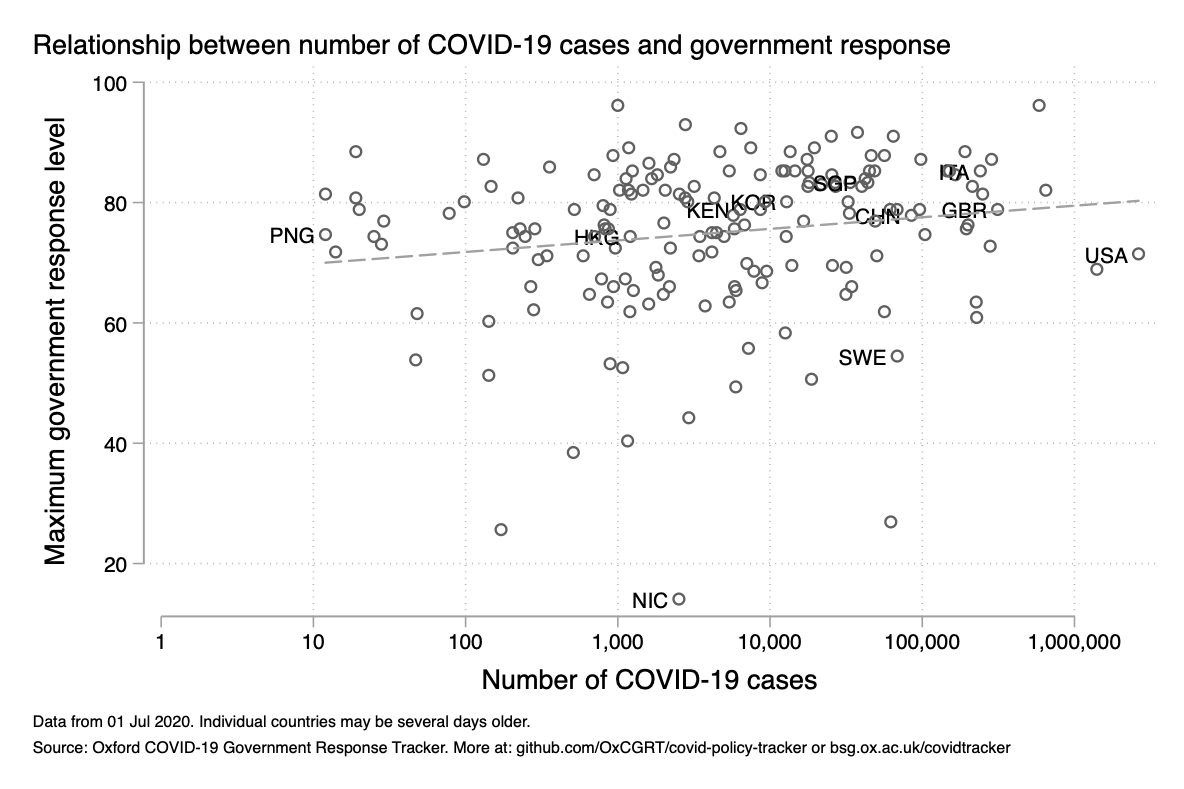 Relationship between number of COVID-19 cases and government response
Maximum government response level
100
80
60
40
20
PNG
HKG
KEN
KOR
SGP
CHN
ITA
GBR
USA
SWE
NIC
1 10 100 1,000 10,000 100,000 1,000,000
Number of COVID-19 cases
Data from 01 Jul 2020. Individual countries may be several days older.
Source: Oxford COVID-19 Government Response Tracker. More at: github.com/OxCGRT/covid-policy-tracker or bsg.ox.ac.uk/covidtracker